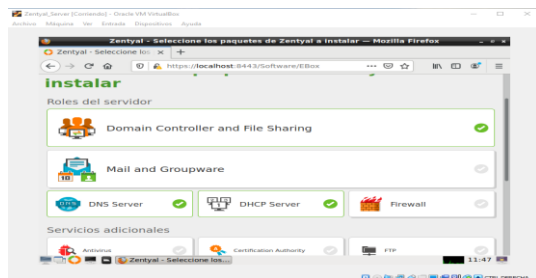 Zentyal_Server [Corriendo] - Oracle VM VirtualBox
Archivo Máquina Ver Entrada Dispositivos Ayuda
Zentyal - Seleccione los paquetes de Zentyal a instalar — Mozilla Firefox
Zentyal - Seleccione los
https://localhost:8443/Software/EBox
instalar
Roles del servidor
Domain Controller and File Sharing
Mail and Groupware
DNS Server
DHCP Server
Firewall
Servicios adicionales
Antivirus
Certification Authority
FTP
Zentyal - Seleccione los...
11:47
CTRL DERECHA